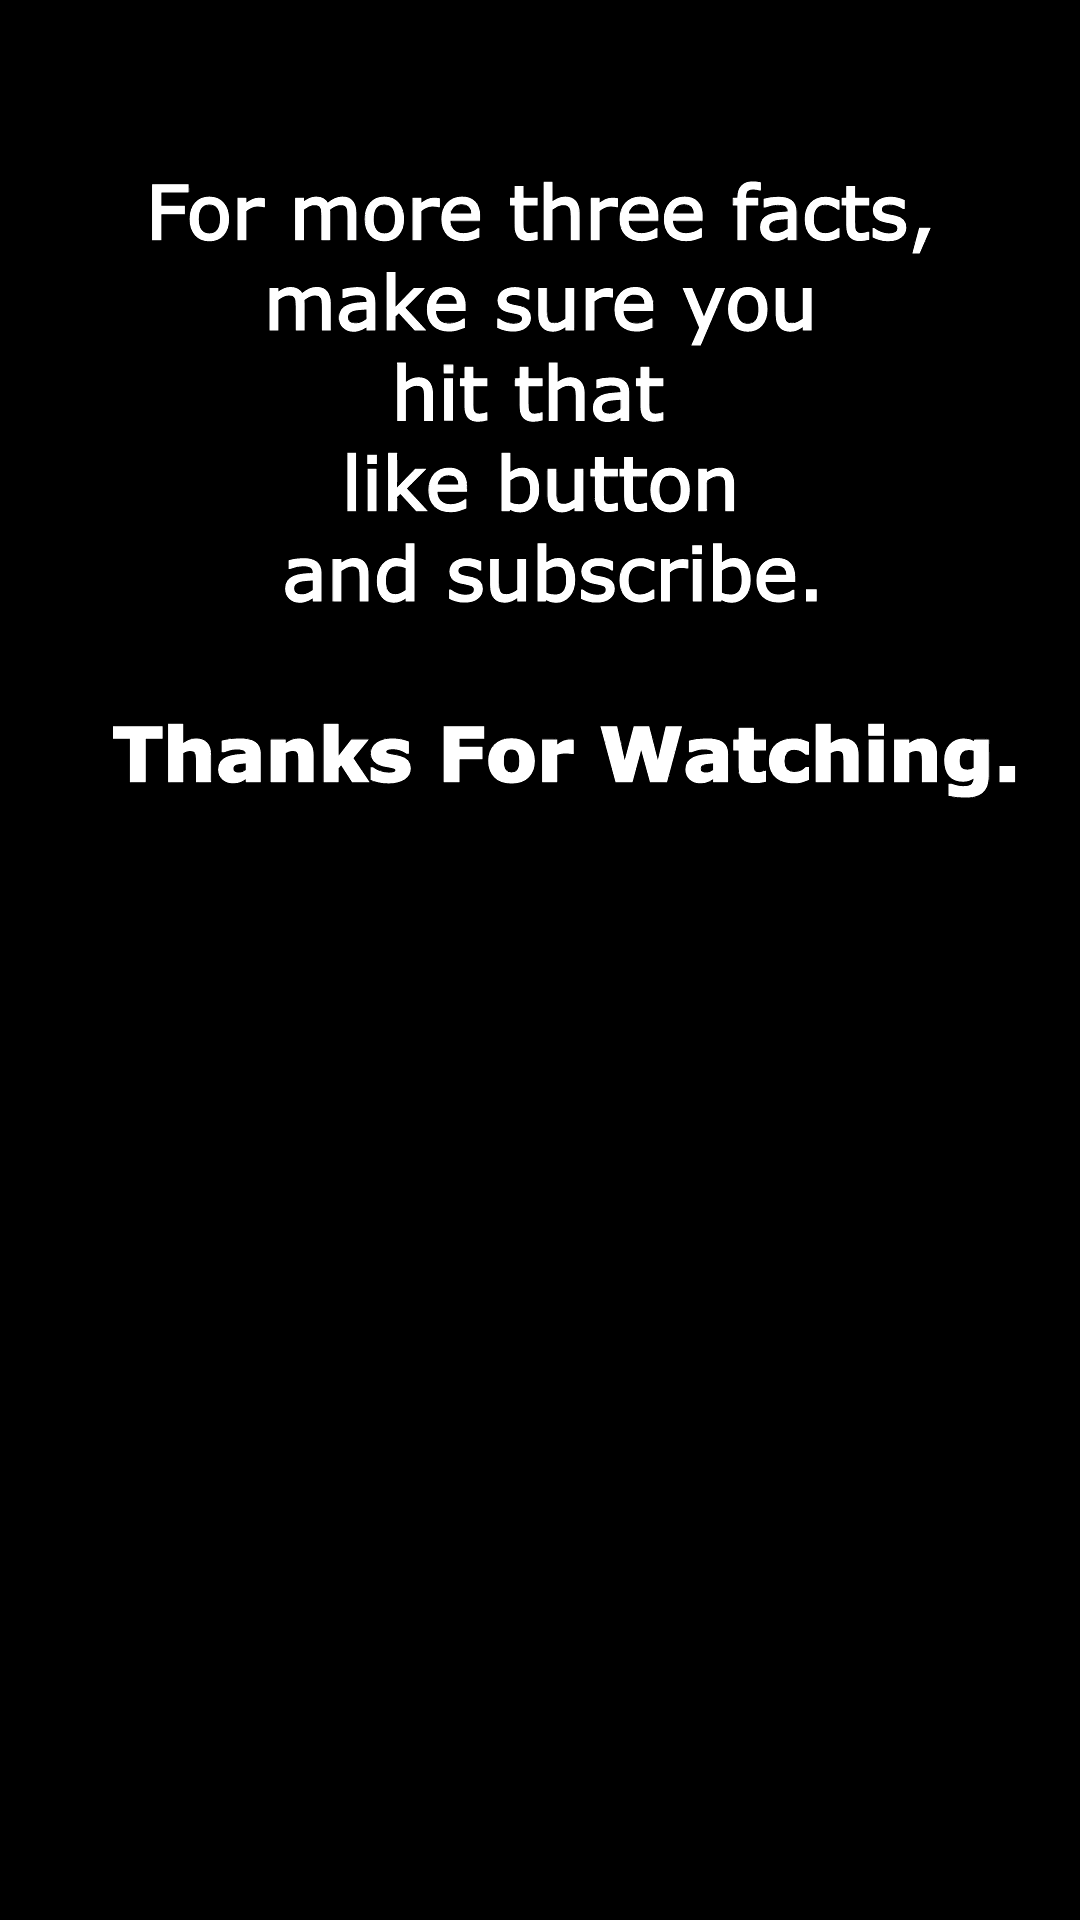 For more three facts,
make sure you
hit that
like button
and subscribe.
Thanks For Watching.